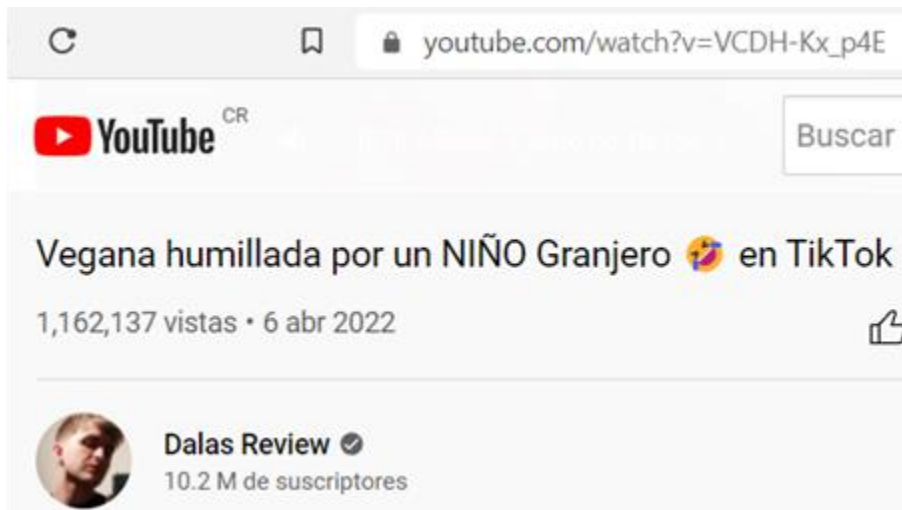 youtube.com/watch?v=VCDH-Kx_p4E
YouTube CR
Buscar
Vegana humillada por un NIÑO Granjero 🤣 en TikTok
1,162,137 vistas • 6 abr 2022
Dalas Review
10.2 M de suscriptores